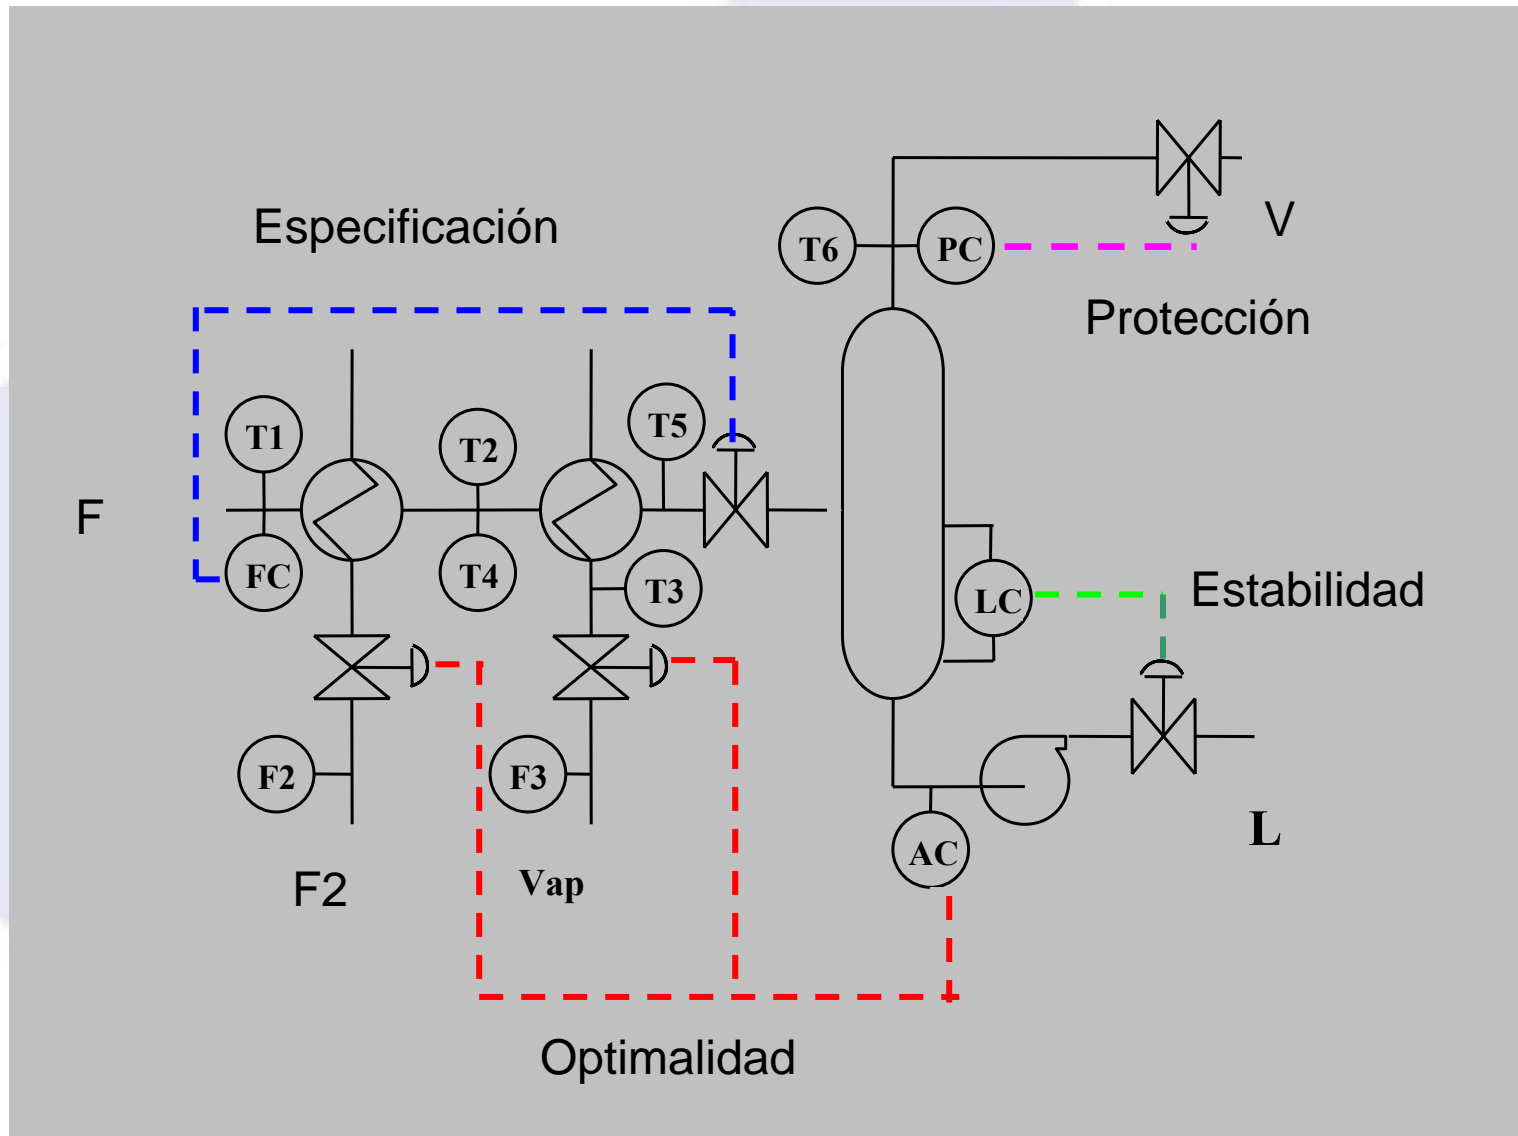 Especificación
V
T6
PC
Protección
T1
T2
T5
F
FC
T4
T3
LC
Estabilidad
F2
F3
AC
L
F2
Vap
Optimalidad